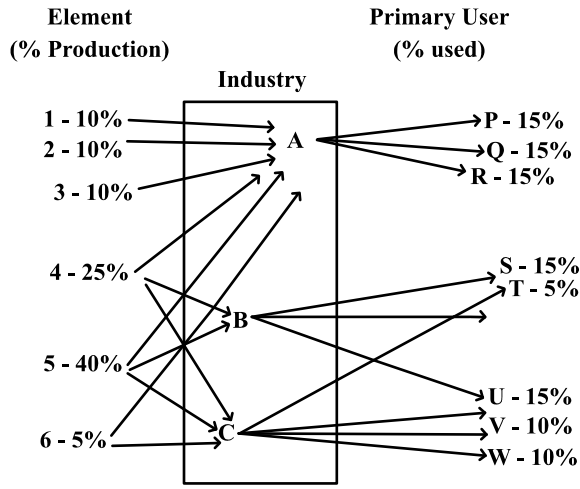 Element
(% Production)
Primary User
(% used)
Industry
1 - 10%
2 - 10%
3 - 10%
4 - 25%
5 - 40%
6 - 5%
A
B
C
P - 15%
Q - 15%
R - 15%
S - 15%
T - 5%
U - 15%
V - 10%
W - 10%